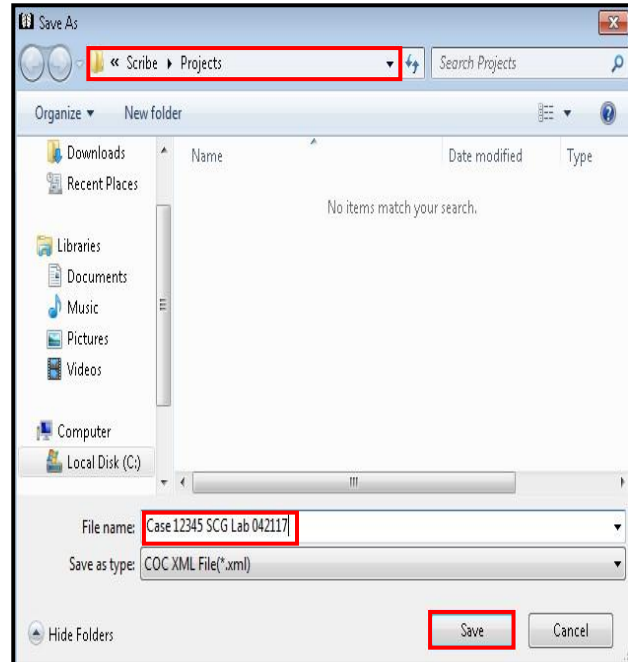 Save As
« Scribe ▸ Projects
Search Projects
Organize ▾ New folder
Downloads
Recent Places
Libraries
Documents
Music
Pictures
Videos
Computer
Local Disk (C:)
Name Date modified Type
No items match your search.
File name: Case 12345 SCG Lab 042117
Save as type: COC XML File(*.xml)
Hide Folders Save Cancel